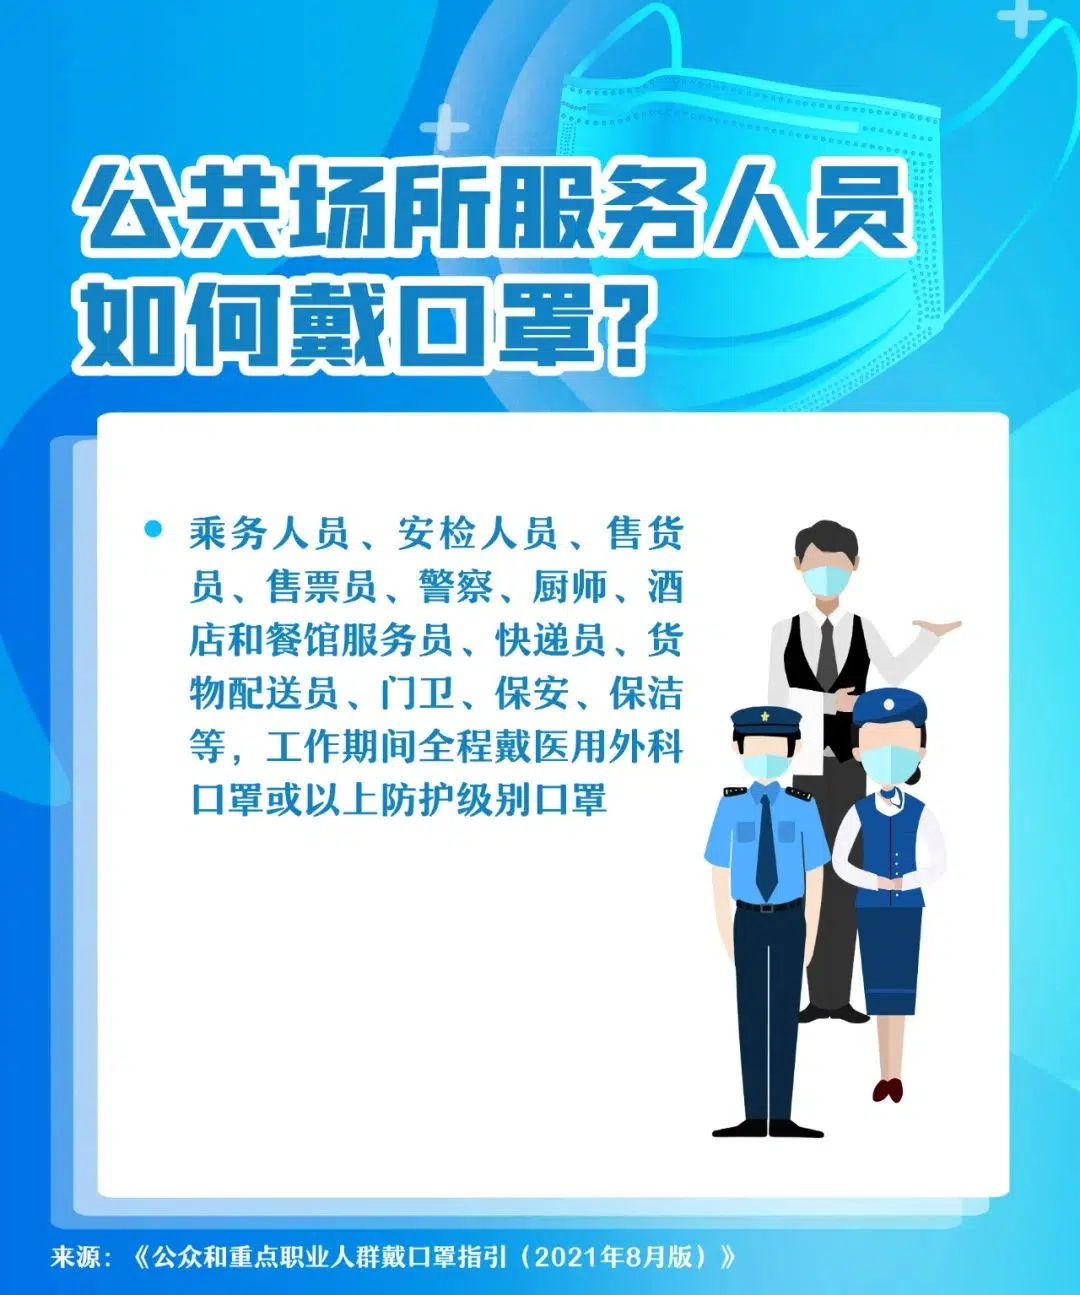 公共场所服务人员
如何戴口罩?
乘务人员、安检人员、售货
员、售票员、警察、厨师、酒
店和餐馆服务员、快递员、货
物配送员、门卫、保安、保洁
等，工作期间全程戴医用外科
口罩或以上防护级别口罩
来源：《公众和重点职业人群戴口罩指引（2021年8月版）》